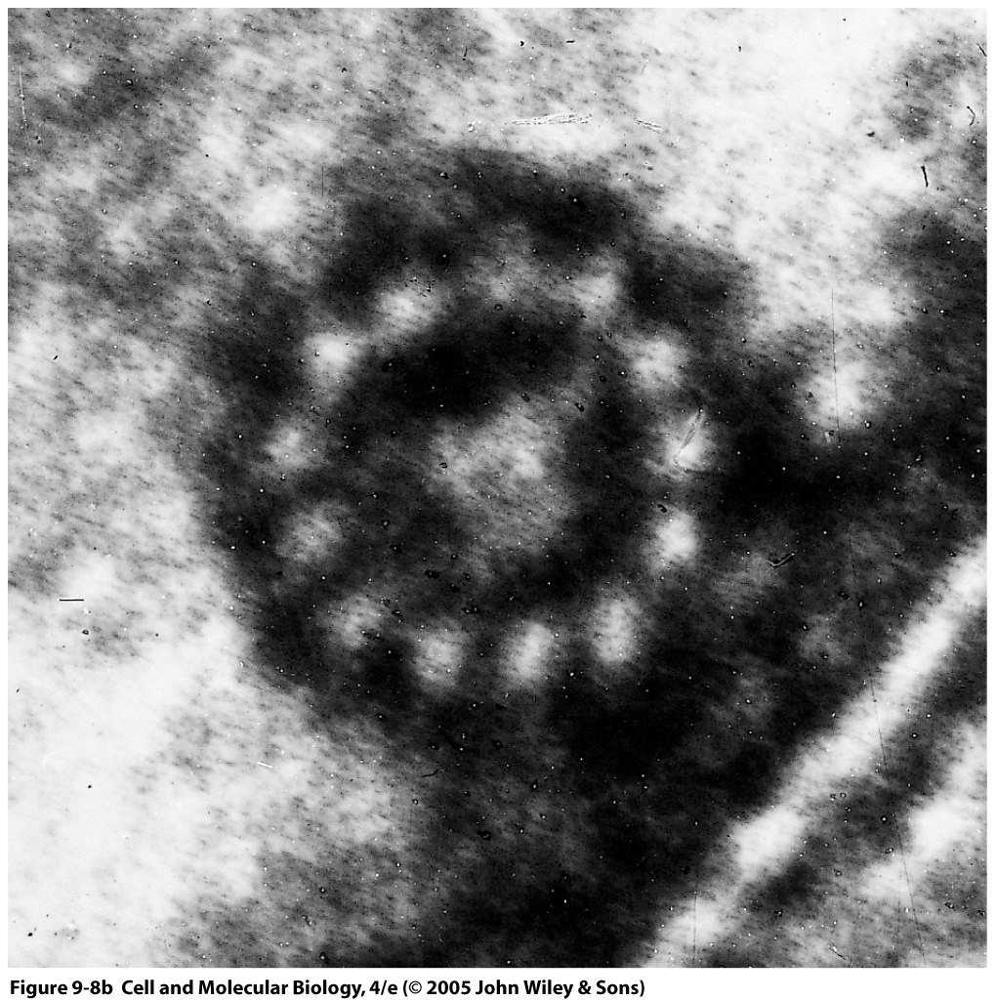 Figure 9-8b Cell and Molecular Biology, 4/e (© 2005 John Wiley & Sons)